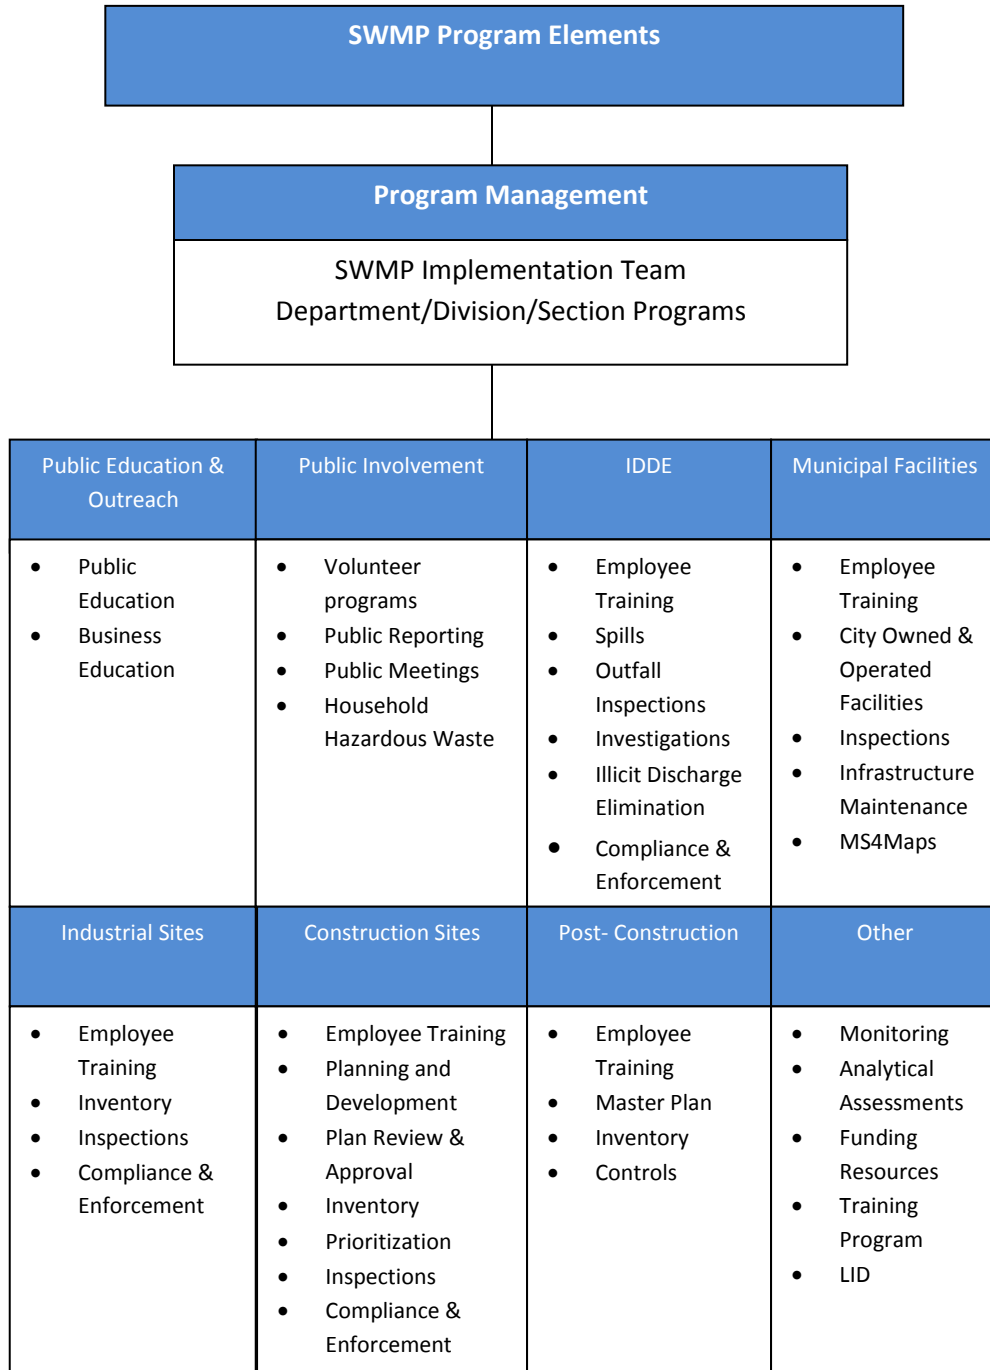 SWMP Program Elements
Program Management
SWMP Implementation Team
Department/Division/Section Programs
Public Education &
Outreach
• Public
Education
• Business
Education
Public Involvement
• Volunteer
programs
• Public Reporting
• Public Meetings
• Household
Hazardous Waste
IDDE
• Employee
Training
• Spills
• Outfall
Inspections
• Investigations
• Illicit Discharge
Elimination
• Compliance &
Enforcement
Municipal Facilities
• Employee
Training
• City Owned &
Operated
Facilities
• Inspections
• Infrastructure
Maintenance
• MS4Maps
Industrial Sites
• Employee
Training
• Inventory
• Inspections
• Compliance &
Enforcement
Construction Sites
• Employee Training
• Planning and
Development
• Plan Review &
Approval
• Inventory
• Prioritization
• Inspections
• Compliance &
Enforcement
Post- Construction
• Employee
Training
• Master Plan
• Inventory
• Controls
Other
• Monitoring
• Analytical
Assessments
• Funding
Resources
• Training
Program
• LID